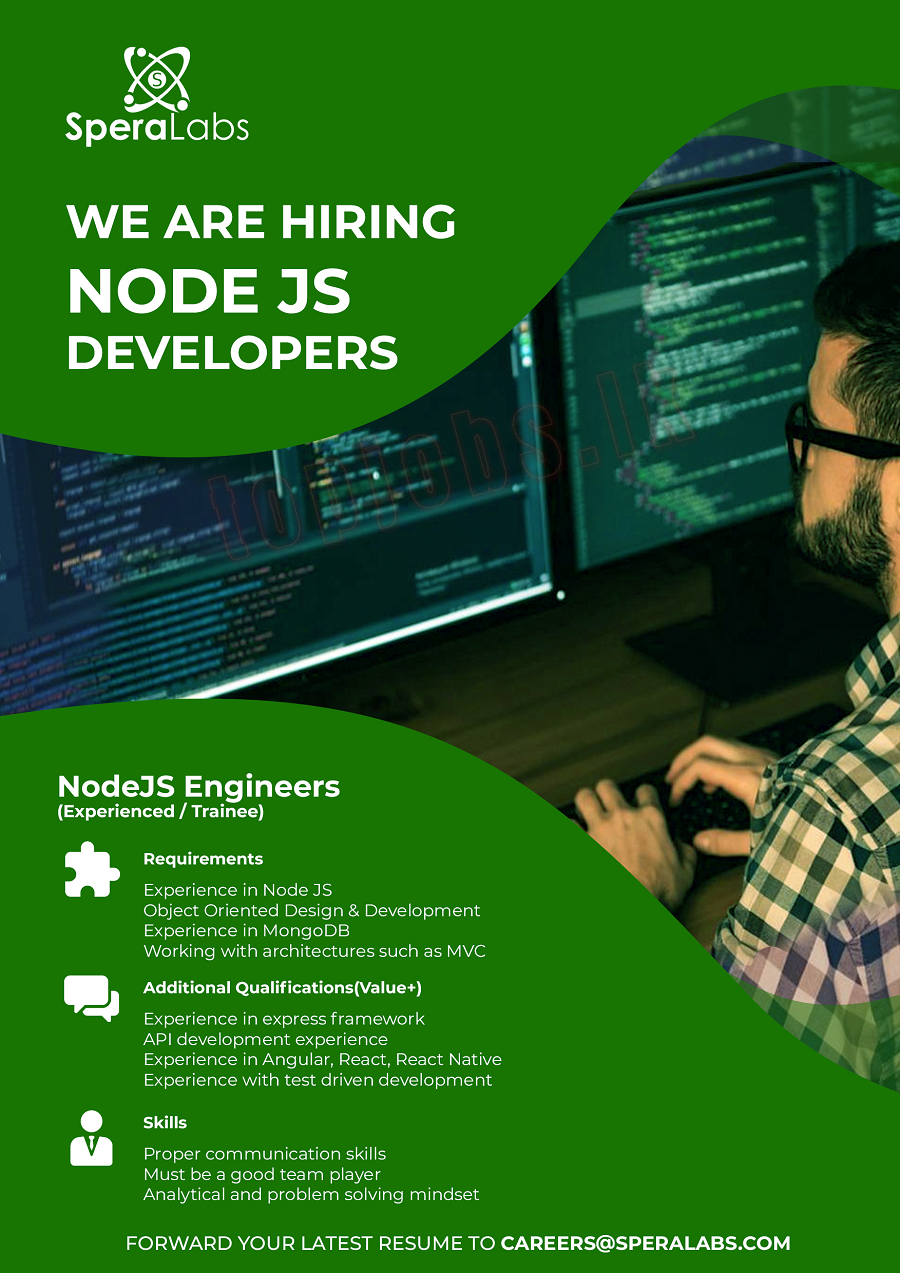 S
SperaLabs
WE ARE HIRING
NODE JS
DEVELOPERS
topjobs.lk
NodeJS Engineers
(Experienced / Trainee)
Requirements
Experience in Node JS
Object Oriented Design & Development
Experience in MongoDB
Working with architectures such as MVC
Additional Qualifications(Value+)
Experience in express framework
API development experience
Experience in Angular, React, React Native
Experience with test driven development
Skills
Proper communication skills
Must be a good team player
Analytical and problem solving mindset
FORWARD YOUR LATEST RESUME TO CAREERS@SPERALABS.COM